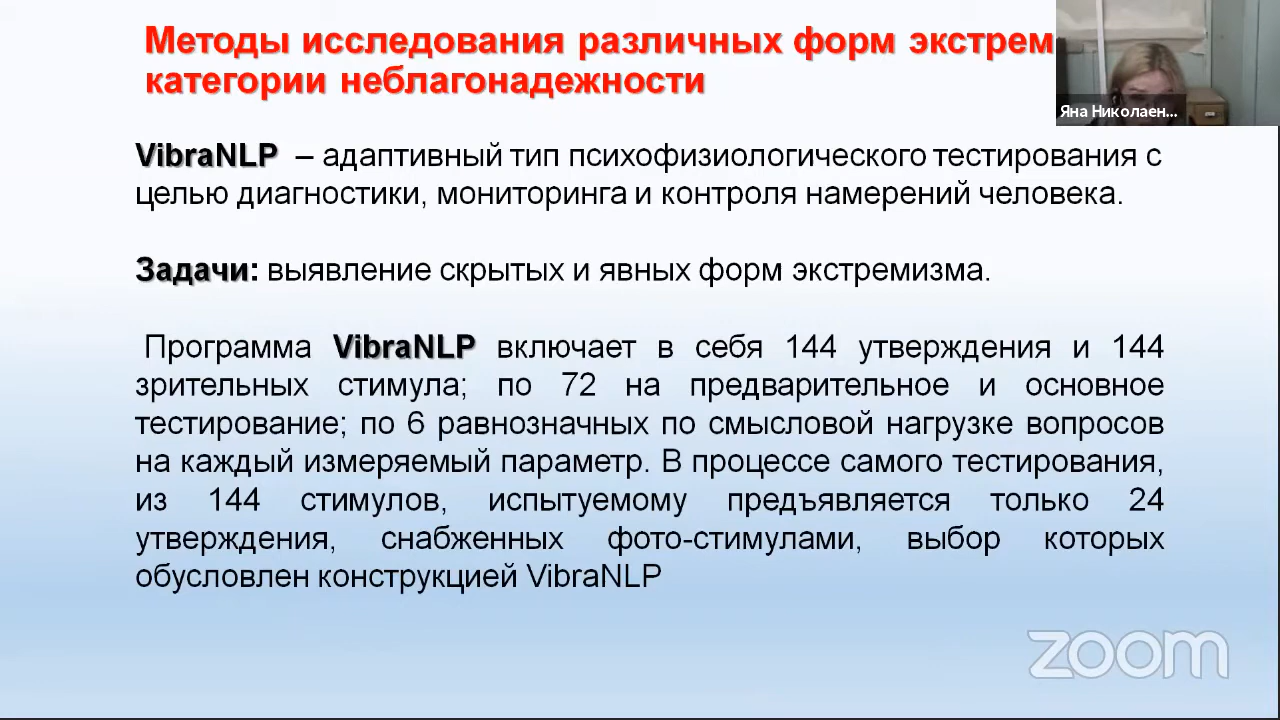 Методы исследования различных форм экстрем
категории неблагонадежности
Яна Николаен...
VibraNLP – адаптивный тип психофизиологического тестирования с
целью диагностики, мониторинга и контроля намерений человека.
Задачи: выявление скрытых и явных форм экстремизма.
Программа VibraNLP включает в себя 144 утверждения и 144
зрительных стимула; по 72 на предварительное и основное
тестирование; по 6 равнозначных по смысловой нагрузке вопросов
на каждый измеряемый параметр. В процессе самого тестирования,
из 144 стимулов, испытуемому предъявляется только 24
утверждения, снабженных фото-стимулами, выбор которых
обусловлен конструкцией VibraNLP
zoom